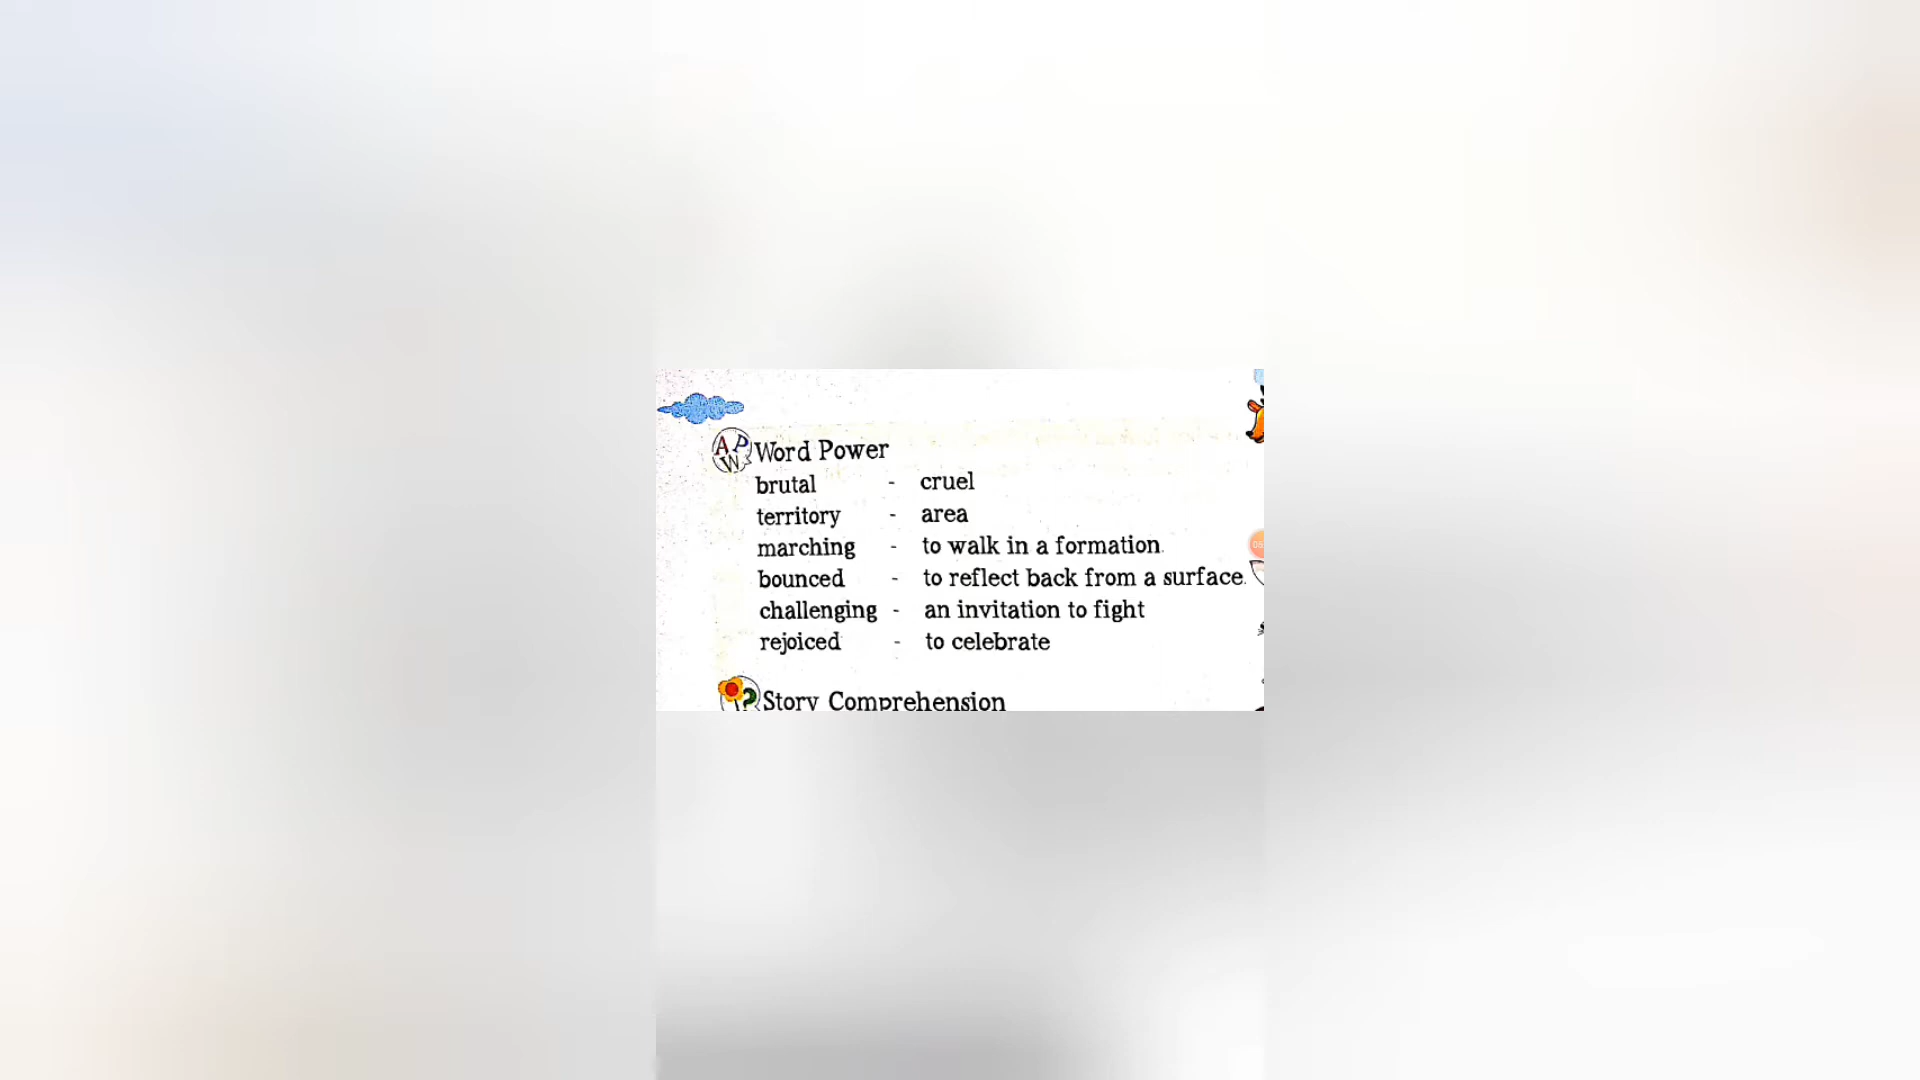 Word Power
brutal - cruel
territory - area
marching - to walk in a formation.
bounced - to reflect back from a surface.
challenging - an invitation to fight
rejoiced - to celebrate
Story Comprehension